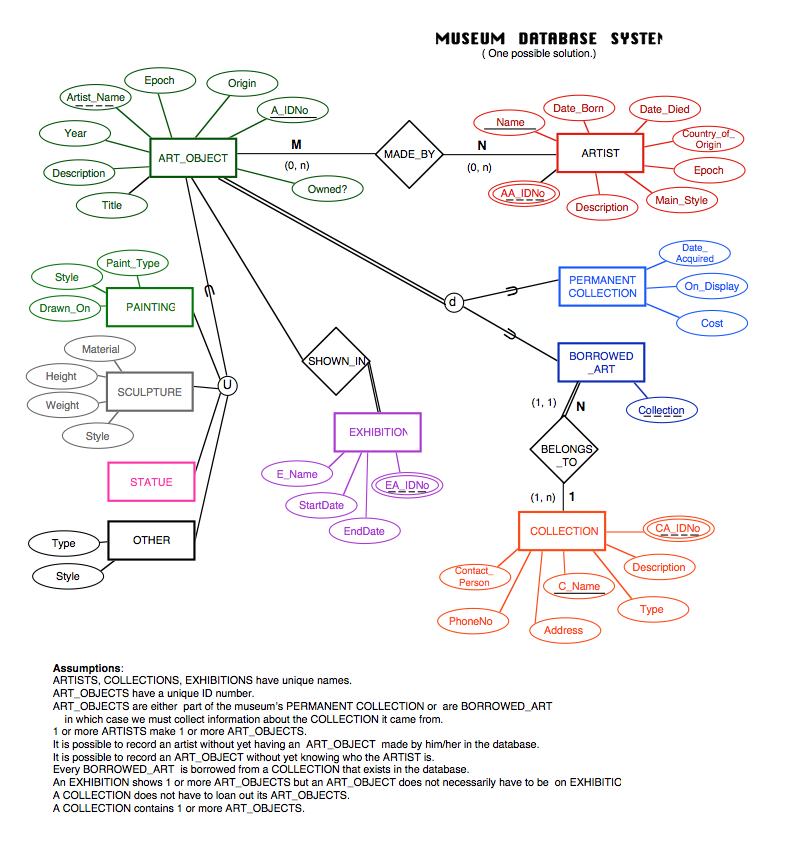 MUSEUM DATABASE SYSTEM
( One possible solution.)
Epoch
Origin
Artist_Name
A_IDNo
Year
ART_OBJECT
Description
Title
Owned?
M
(0, n)
MADE_BY
N
(0, n)
Date_Born
Date_Died
Name
Country_of_
Origin
ARTIST
Epoch
AA_IDNo
Main_Style
Description
Paint_Type
Style
Drawn_On
PAINTING
Material
Height
SCULPTURE
Weight
Style
STATUE
OTHER
Type
Style
U
U
SHOWN_IN
EXHIBITION
E_Name
EA_IDNo
StartDate
EndDate
d
U
U
Date_
Acquired
PERMANENT
COLLECTION
On_Display
Cost
BORROWED
_ART
Collection
(1, 1)
N
BELONGS
_TO
(1, n)
1
COLLECTION
CA_IDNo
Contact_
Person
Description
C_Name
Type
PhoneNo
Address
Assumptions:
ARTISTS, COLLECTIONS, EXHIBITIONS have unique names.
ART_OBJECTS have a unique ID number.
ART_OBJECTS are either part of the museum's PERMANENT COLLECTION or are BORROWED_ART
in which case we must collect information about the COLLECTION it came from.
1 or more ARTISTS make 1 or more ART_OBJECTS.
It is possible to record an artist without yet having an ART_OBJECT made by him/her in the database.
It is possible to record an ART_OBJECT without yet knowing who the ARTIST is.
Every BORROWED_ART is borrowed from a COLLECTION that exists in the database.
An EXHIBITION shows 1 or more ART_OBJECTS but an ART_OBJECT does not necessarily have to be on EXHIBITIC
A COLLECTION does not have to loan out its ART_OBJECTS.
A COLLECTION contains 1 or more ART_OBJECTS.